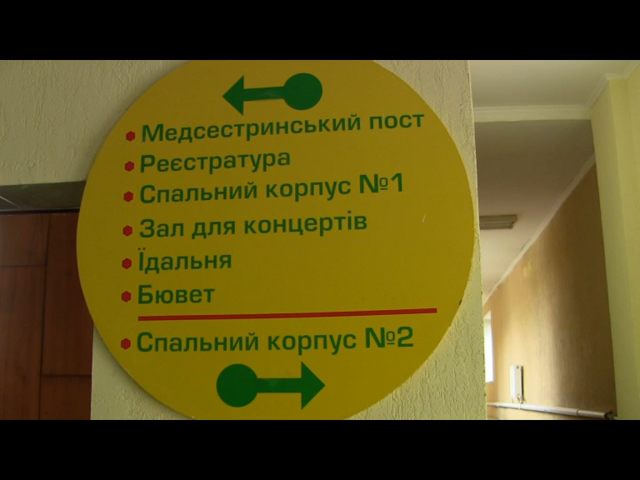 Медсестринський пост
Реєстратура
Спальний корпус №1
Зал для концертів
Їдальня
Бювет
Спальний корпус №2